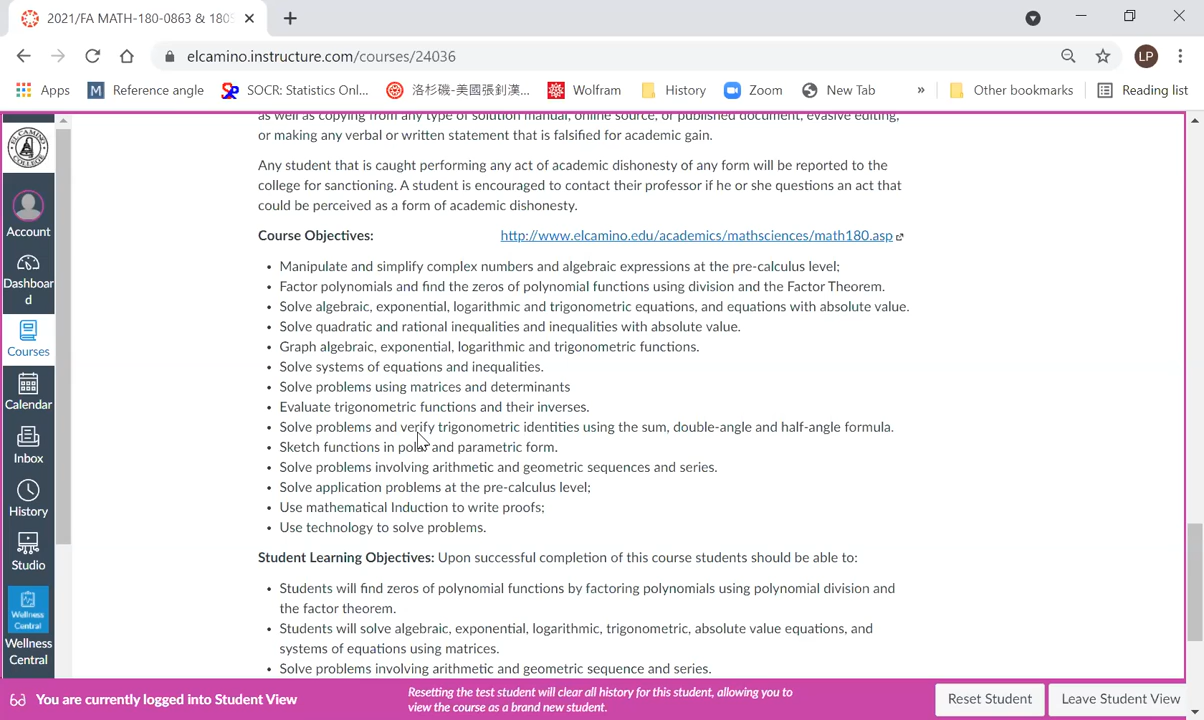 2021/FA MATH-180-0863 & 180S
elcamino.instructure.com/courses/24036
LP
Apps
M Reference angle
SOCR: Statistics Onl...
洛杉磯-美國張釗漢...
Wolfram
History
Zoom
New Tab
»
Other bookmarks
Reading list
as well as copying from any type of solution manual, online source, or published document, evasive editing,
or making any verbal or written statement that is falsified for academic gain.
Any student that is caught performing any act of academic dishonesty of any form will be reported to the
college for sanctioning. A student is encouraged to contact their professor if he or she questions an act that
could be perceived as a form of academic dishonesty.
Course Objectives: http://www.elcamino.edu/academics/mathsciences/math180.asp
• Manipulate and simplify complex numbers and algebraic expressions at the pre-calculus level;
• Factor polynomials and find the zeros of polynomial functions using division and the Factor Theorem.
• Solve algebraic, exponential, logarithmic and trigonometric equations, and equations with absolute value.
• Solve quadratic and rational inequalities and inequalities with absolute value.
• Graph algebraic, exponential, logarithmic and trigonometric functions.
• Solve systems of equations and inequalities.
• Solve problems using matrices and determinants
• Evaluate trigonometric functions and their inverses.
• Solve problems and verify trigonometric identities using the sum, double-angle and half-angle formula.
• Sketch functions in polar and parametric form.
• Solve problems involving arithmetic and geometric sequences and series.
• Solve application problems at the pre-calculus level;
• Use mathematical Induction to write proofs;
• Use technology to solve problems.
Student Learning Objectives: Upon successful completion of this course students should be able to:
• Students will find zeros of polynomial functions by factoring polynomials using polynomial division and
the factor theorem.
• Students will solve algebraic, exponential, logarithmic, trigonometric, absolute value equations, and
systems of equations using matrices.
• Solve problems involving arithmetic and geometric sequence and series.
EL CAMINO
COLLEGE
Account
Dashboar
d
Courses
Calendar
Inbox
History
Studio
Wellness
Central
Wellness
Central
You are currently logged into Student View
Resetting the test student will clear all history for this student, allowing you to
view the course as a brand new student.
Reset Student
Leave Student View